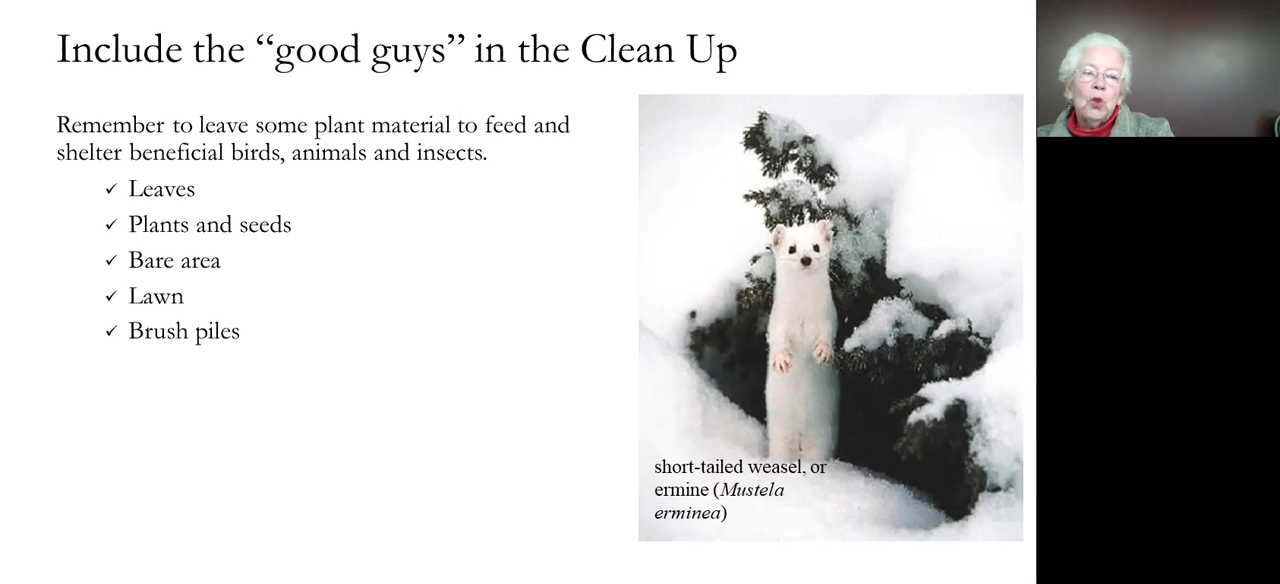 Include the “good guys” in the Clean Up
Remember to leave some plant material to feed and
shelter beneficial birds, animals and insects.
✓ Leaves
✓ Plants and seeds
✓ Bare area
✓ Lawn
✓ Brush piles
short-tailed weasel, or
ermine (Mustela
erminea)